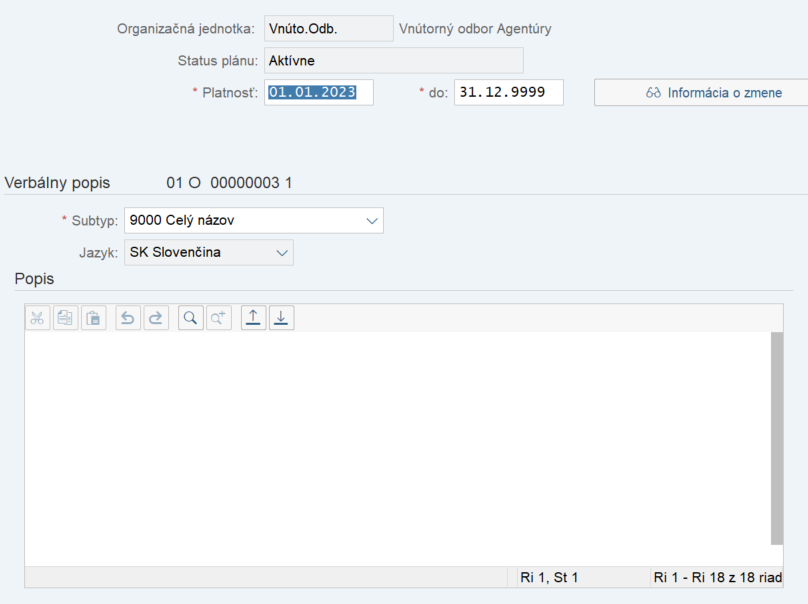 Organizačná jednotka: Vnúto.Odb. Vnútorný odbor Agentúry
Status plánu: Aktívne
* Platnosť: 01.01.2023 * do: 31.12.9999 Informácia o zmene
Verbálny popis 01 O 00000003 1
* Subtyp: 9000 Celý názov
Jazyk: SK Slovenčina
Popis
Ri 1, St 1 Ri 1 - Ri 18 z 18 riad